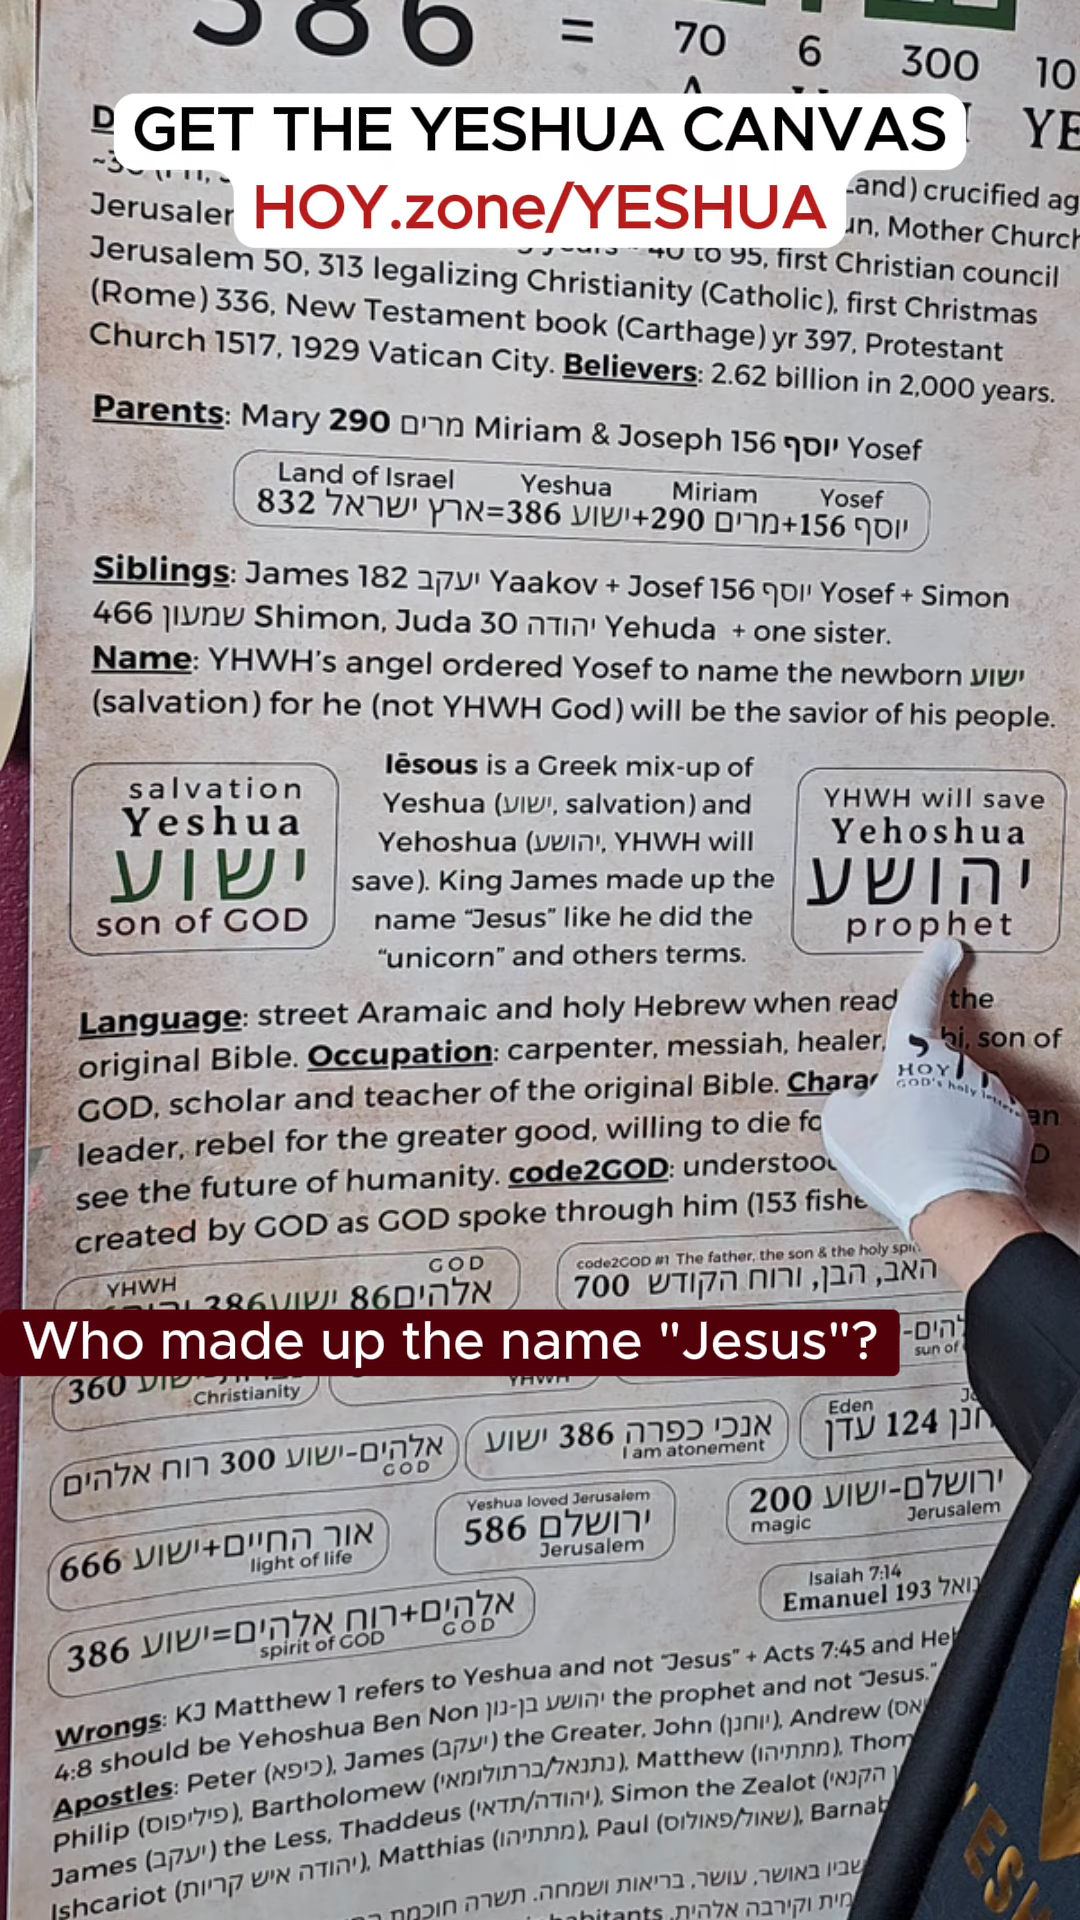 386 = 70 6 300 10
YE
GET THE YESHUA CANVAS
HOY.zone/YESHUA
Land) crucified
Jerusalem Mother Church
40 to 95, first Christian council
Jerusalem 50, 313 legalizing Christianity (Catholic), first Christmas
(Rome) 336, New Testament book (Carthage) yr 397, Protestant
Church 1517, 1929 Vatican City. Believers: 2.62 billion in 2,000 years.
Parents: Mary 290 מרים Miriam & Joseph 156 יוסף Yosef
Land of Israel Yeshua Miriam Yosef
832 ארץ ישראל=386 ישוע+290 מרים+156 יוסף
Siblings: James 182 יעקב Yaakov + Josef 156 יוסף Yosef + Simon
466 שמעון Shimon, Juda 30 יהודה Yehuda + one sister.
Name: YHWH's angel ordered Yosef to name the newborn ישוע
(salvation) for he (not YHWH God) will be the savior of his people.
salvation
Yeshua
ישוע
son of GOD
Iēsous is a Greek mix-up of
Yeshua (ישוע, salvation) and
Yehoshua (יהושע, YHWH will
save). King James made up the
name "Jesus" like he did the
"unicorn" and others terms.
YHWH will save
Yehoshua
יהושע
prophet
Language: street Aramaic and holy Hebrew when read the
original Bible. Occupation: carpenter, messiah, healer, son of
GOD, scholar and teacher of the original Bible.
leader, rebel for the greater good, willing to die
see the future of humanity. code2GOD:
created by GOD as GOD spoke through him (153
HOY
GOD's holy letters
YHWH GOD
386 ישוע 86 אלהים
code2GOD #1 The father, the son & the holy
700 האב, הבן, ורוח הקודש
Who made up the name "Jesus"?
sun of
360
Christianity
YHWH
רוח אלהים 300 ישוע-אלהים
GOD
ישוע 386 אנכי כפרה
I am atonement
Eden
עדן 124
666 ישוע+אור החיים
light of life
Yeshua loved Jerusalem
586 ירושלם
Jerusalem
200 ישוע-ירושלם
magic Jerusalem
386 ישוע=אלהים+רוח אלהים
spirit of GOD GOD
Isaiah 7:14
Emanuel 193
Wrongs: KJ Matthew 1 refers to Yeshua and not "Jesus" + Acts 7:45 and
4:8 should be Yehoshua Ben Non יהושע בן-נון the prophet and not "Jesus."
Apostles: Peter (כיפא), James (יעקב) the Greater, John (יוחנן), Andrew
Philip (פיליפוס), Bartholomew (נתנאל/ברתולומאי), Matthew (מתתיהו),
James (יעקב) the Less, Thaddeus (יהודה/תדאי), Simon the Zealot
Ishcariot (יהודה איש קריות), Matthias (מתתיהו), Paul (שאול/פאולוס),
באושר, עושר, בריאות ושמחה.
וקירבה אלהית